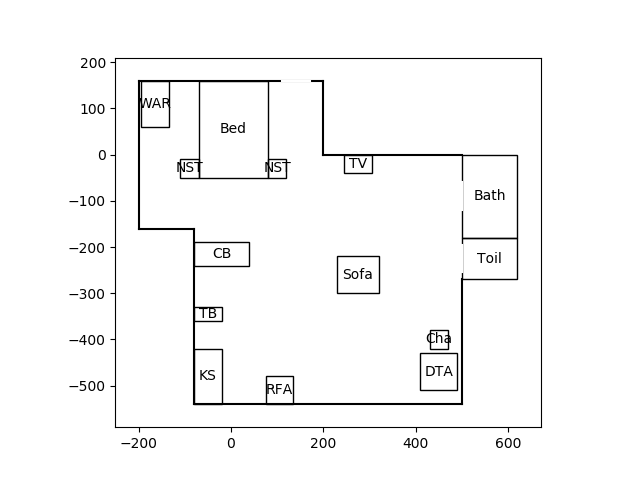 200
100
0
−100
−200
−300
−400
−500
WAR
Bed
NST
NST
TV
Bath
CB
Toil
Sofa
TB
Cha
KS
DTA
RFA
−200
0
200
400
600